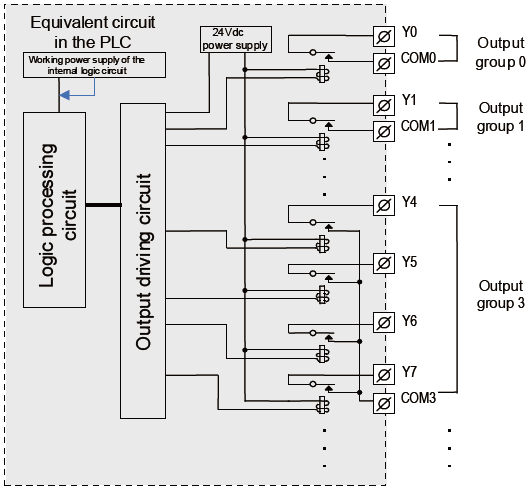 Equivalent circuit
in the PLC
Working power supply of the
internal logic circuit
24Vdc
power supply
Logic processing
circuit
Output driving circuit
Y0
COM0
Output
group 0
Y1
COM1
Output
group 1
Y4
Y5
Y6
Y7
COM3
Output
group 3